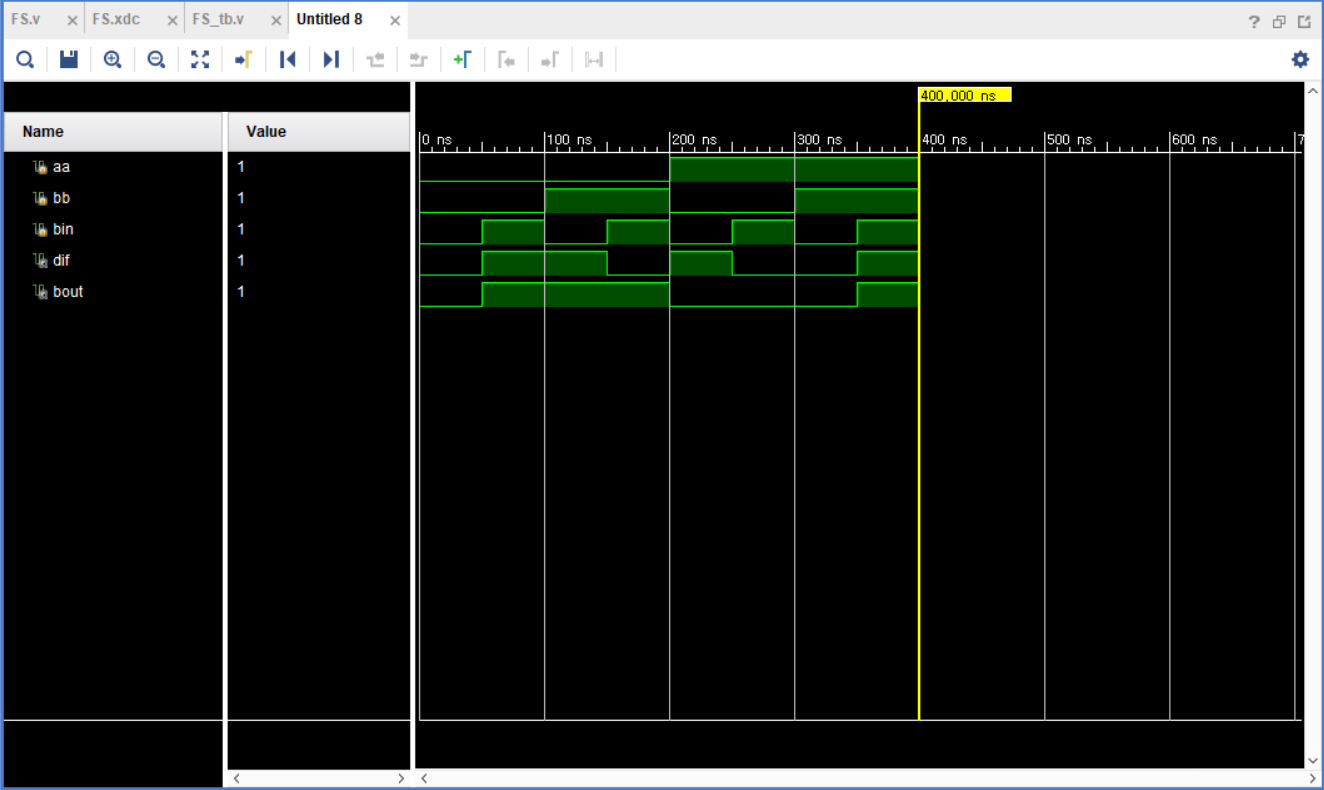 FS.v FS.xdc FS_tb.v Untitled 8
400,000 ns
Name Value
0 ns 100 ns 200 ns 300 ns 400 ns 500 ns 600 ns 7
aa 1
bb 1
bin 1
dif 1
bout 1